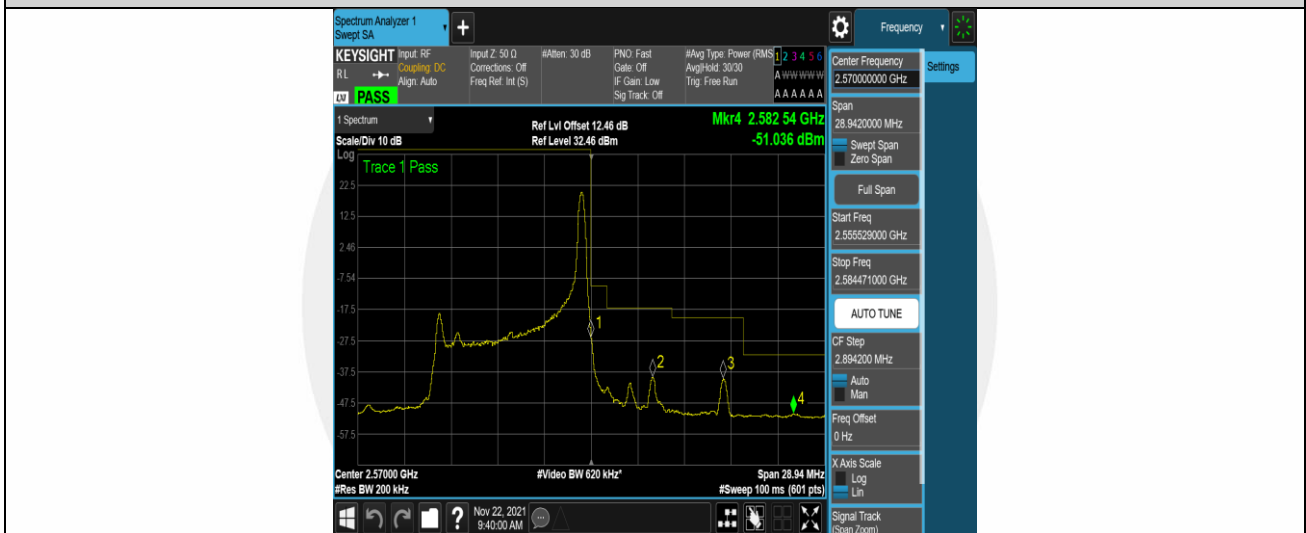 Spectrum Analyzer 1
Swept SA
+
Frequency
KEYSIGHT
RL
LXI PASS
Input: RF
Coupling: DC
Align: Auto
Input Z: 50 Ω
Corrections: Off
Freq Ref: Int (S)
#Atten: 30 dB
PNO: Fast
Gate: Off
IF Gain: Low
Sig Track: Off
#Avg Type: Power (RMS
Avg|Hold: 30/30
Trig: Free Run
1 2 3 4 5 6
A W W W W W
A A A A A A
1 Spectrum
Scale/Div 10 dB
Ref Lvl Offset 12.46 dB
Ref Level 32.46 dBm
Mkr4 2.582 54 GHz
-51.036 dBm
Log
Trace 1 Pass
22.5
12.5
2.46
-7.54
-17.5
-27.5
-37.5
-47.5
-57.5
1
2
3
4
Center 2.57000 GHz
#Res BW 200 kHz
#Video BW 620 kHz*
Span 28.94 MHz
#Sweep 100 ms (601 pts)
?
Nov 22, 2021
9:40:00 AM
Center Frequency
2.570000000 GHz
Settings
Span
28.9420000 MHz
Swept Span
Zero Span
Full Span
Start Freq
2.555529000 GHz
Stop Freq
2.584471000 GHz
AUTO TUNE
CF Step
2.894200 MHz
Auto
Man
Freq Offset
0 Hz
X Axis Scale
Log
Lin
Signal Track
(Span Zoom)